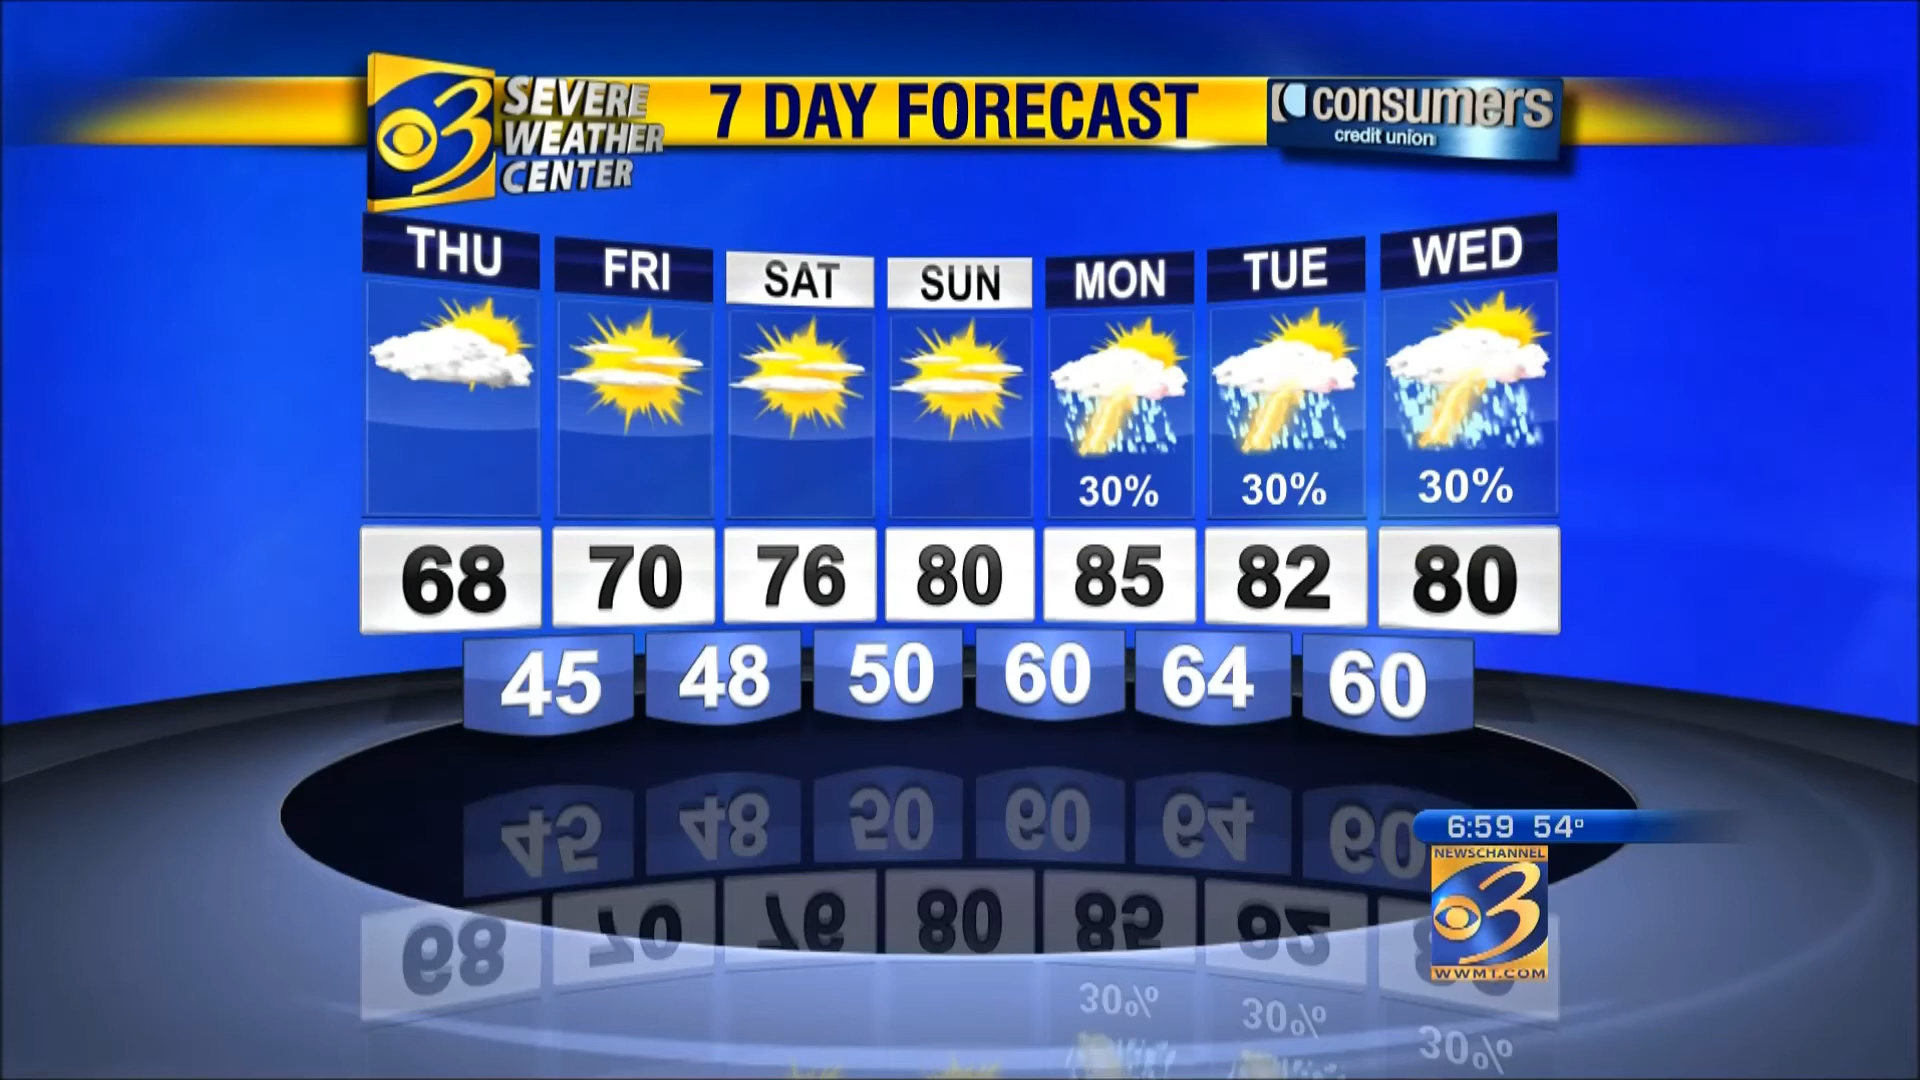 3 SEVERE WEATHER CENTER
7 DAY FORECAST
consumers
credit union
THU FRI SAT SUN MON TUE WED
30% 30% 30%
68 70 76 80 85 82 80
45 48 50 60 64 60
6:59 54°
NEWSCHANNEL
3
WWMT.COM